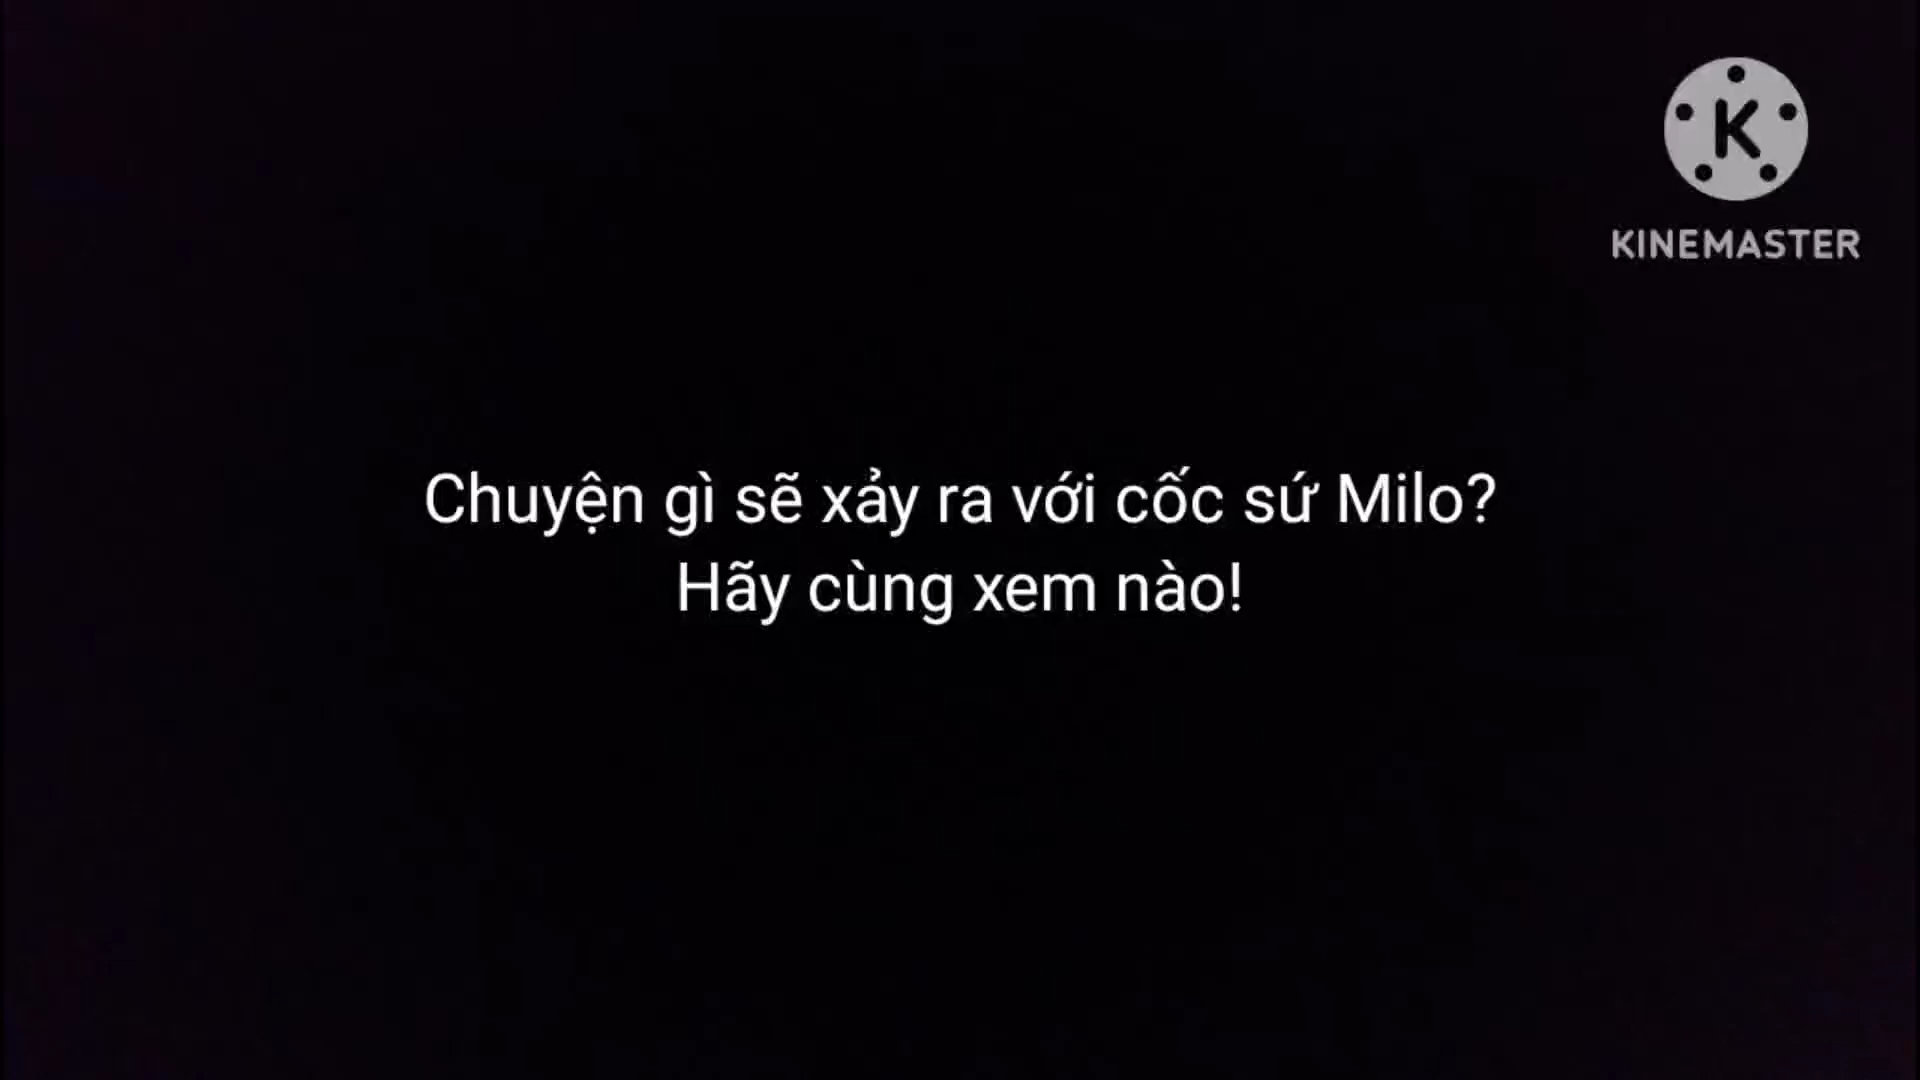 KINEMASTER
Chuyện gì sẽ xảy ra với cốc sứ Milo?
Hãy cùng xem nào!